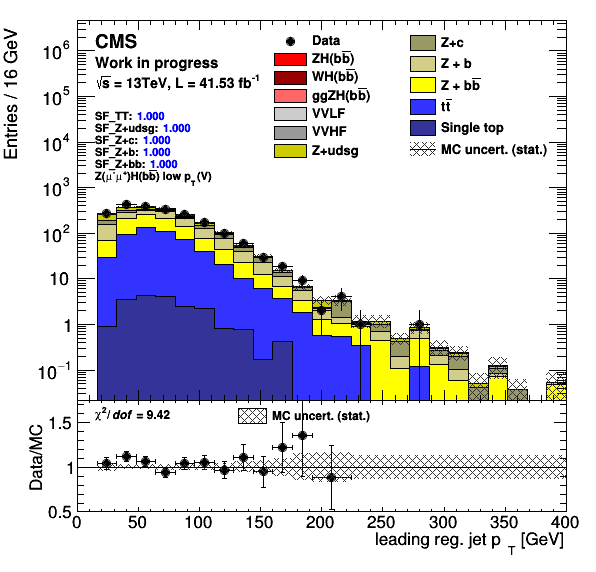 CMS
Work in progress
√s = 13TeV, L = 41.53 fb⁻¹
SF_TT: 1.000
SF_Z+udsg: 1.000
SF_Z+c: 1.000
SF_Z+b: 1.000
SF_Z+bb: 1.000
Z(μ⁻μ⁺)H(bb̅) low p_T(V)
Data
ZH(bb̅)
WH(bb̅)
ggZH(bb̅)
VVLF
VVHF
Z+udsg
Z+c
Z + b
Z + bb̅
tt̅
Single top
MC uncert. (stat.)
Entries / 16 GeV
10⁶
10⁵
10⁴
10³
10²
10
1
10⁻¹
χ²/dof = 9.42
MC uncert. (stat.)
Data/MC
1.5
1
0.5
0 50 100 150 200 250 300 350 400
leading reg. jet p_T [GeV]